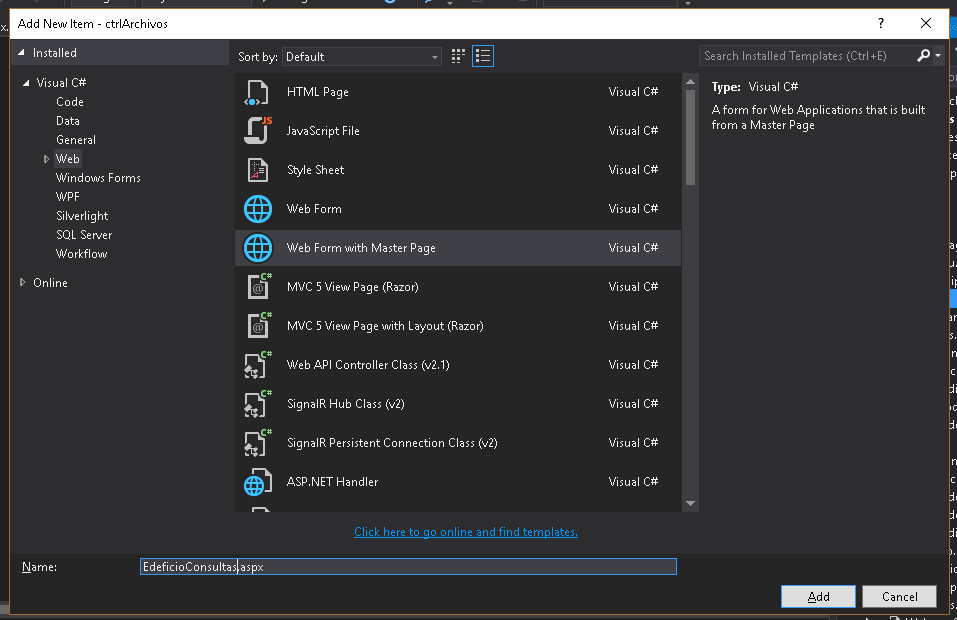 Add New Item - ctrlArchivos
?
Installed
Sort by: Default
Search Installed Templates (Ctrl+E)
Visual C#
Code
Data
General
Web
Windows Forms
WPF
Silverlight
SQL Server
Workflow
Online
HTML Page Visual C#
JavaScript File Visual C#
Style Sheet Visual C#
Web Form Visual C#
Web Form with Master Page Visual C#
MVC 5 View Page (Razor) Visual C#
MVC 5 View Page with Layout (Razor) Visual C#
Web API Controller Class (v2.1) Visual C#
SignalR Hub Class (v2) Visual C#
SignalR Persistent Connection Class (v2) Visual C#
ASP.NET Handler Visual C#
Type: Visual C#
A form for Web Applications that is built
from a Master Page
Click here to go online and find templates.
Name: EdeficioConsultas.aspx
Add Cancel